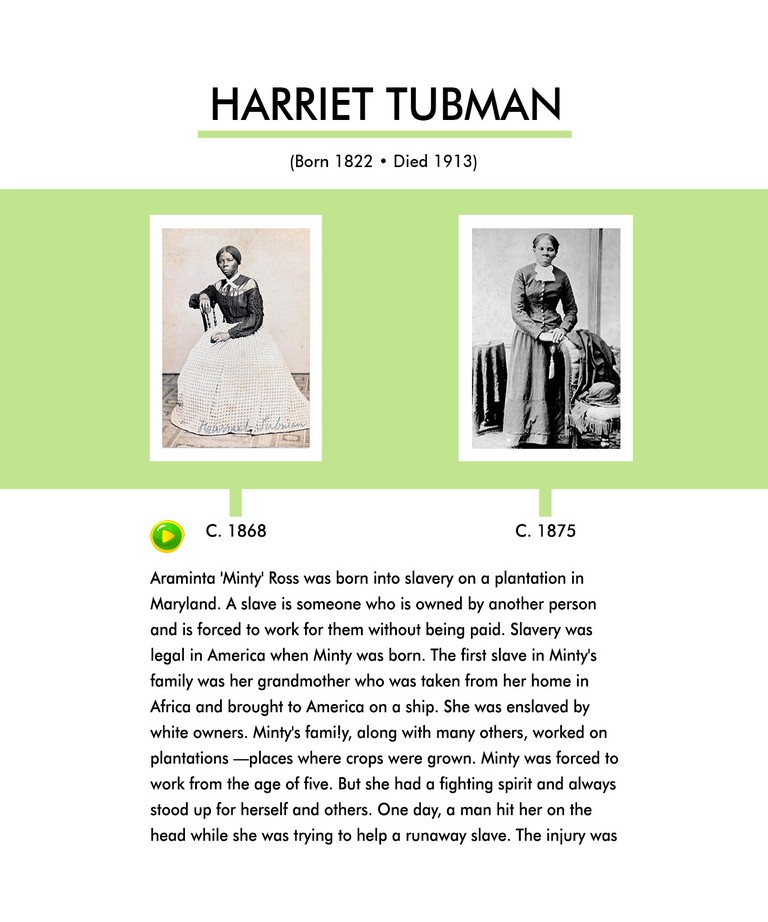 HARRIET TUBMAN
(Born 1822 • Died 1913)
Harriet Tubman
C. 1868
C. 1875
Araminta 'Minty' Ross was born into slavery on a plantation in
Maryland. A slave is someone who is owned by another person
and is forced to work for them without being paid. Slavery was
legal in America when Minty was born. The first slave in Minty's
family was her grandmother who was taken from her home in
Africa and brought to America on a ship. She was enslaved by
white owners. Minty's fami!y, along with many others, worked on
plantations —places where crops were grown. Minty was forced to
work from the age of five. But she had a fighting spirit and always
stood up for herself and others. One day, a man hit her on the
head while she was trying to help a runaway slave. The injury was